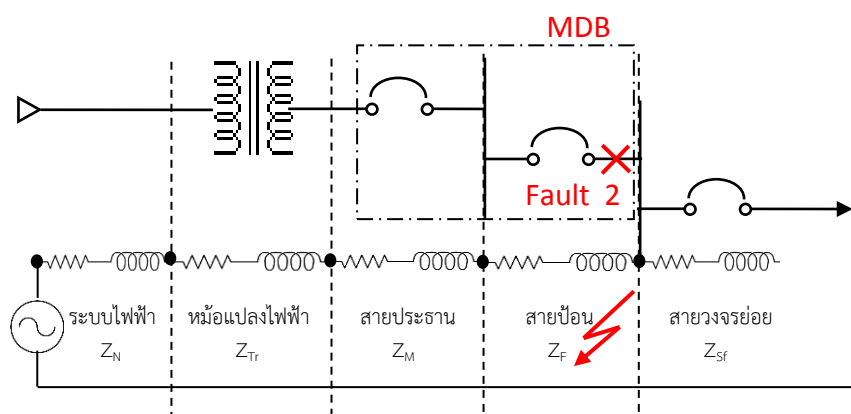 MDB
Fault 2
ระบบไฟฟ้า
หม้อแปลงไฟฟ้า
สายประธาน
สายป้อน
สายวงจรย่อย
Z_N
Z_Tr
Z_M
Z_F
Z_Sf